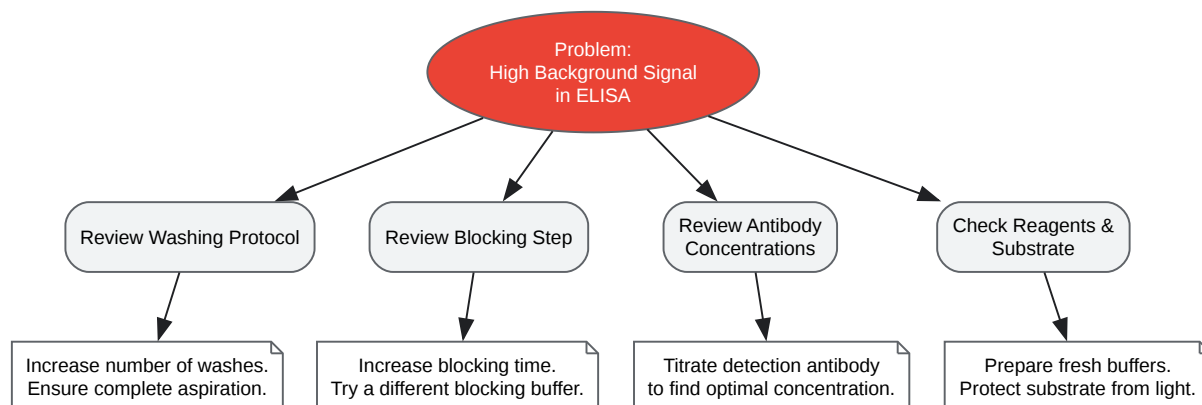 Problem:
High Background Signal
in ELISA
Review Washing Protocol
Review Blocking Step
Review Antibody
Concentrations
Check Reagents &
Substrate
Increase number of washes.
Ensure complete aspiration.
Increase blocking time.
Try a different blocking buffer.
Titrate detection antibody
to find optimal concentration.
Prepare fresh buffers.
Protect substrate from light.